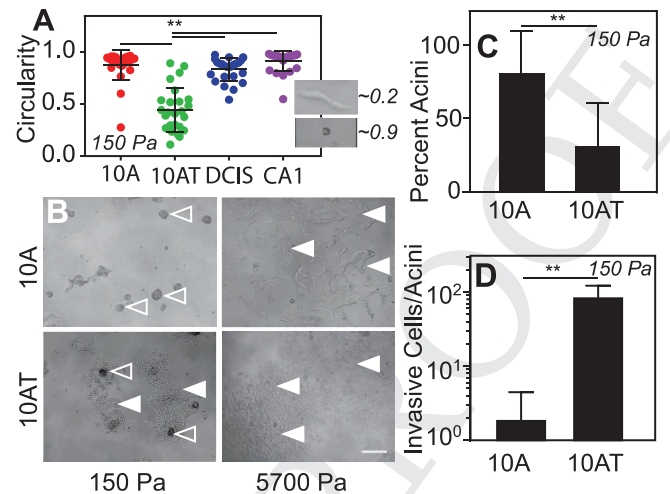 A
**
Circularity
1.0
0.5
0.0
150 Pa
10A 10AT DCIS CA1
~0.2
~0.9
B
10A
10AT
150 Pa 5700 Pa
C
**
150 Pa
Percent Acini
100
50
0
10A 10AT
D
**
150 Pa
Invasive Cells/Acini
10²
10¹
10⁰
10A 10AT
PROOF